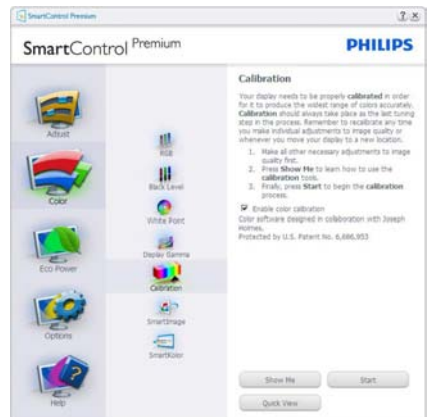 SmartControl Premium
SmartControl Premium
PHILIPS
Adjust
Color
Eco Power
Options
Help
RGB
Black Level
White Point
Display Gamma
Calibration
SmartImage
SmartKolor
Calibration
Your display needs to be properly calibrated in order
for it to produce the widest range of colors accurately.
Calibration should always take place as the last tuning
step in the process. Remember to recalibrate any time
you make individual adjustments to image quality or
whenever you move your display to a new location.
1. Make all other necessary adjustments to image
quality first.
2. Press Show Me to learn how to use the
calibration tools.
3. Finally, press Start to begin the calibration
process.
Enable color calibration
Color software designed in collaboration with Joseph
Holmes.
Protected by U.S. Patent No. 6,686,953
Show Me
Start
Quick View